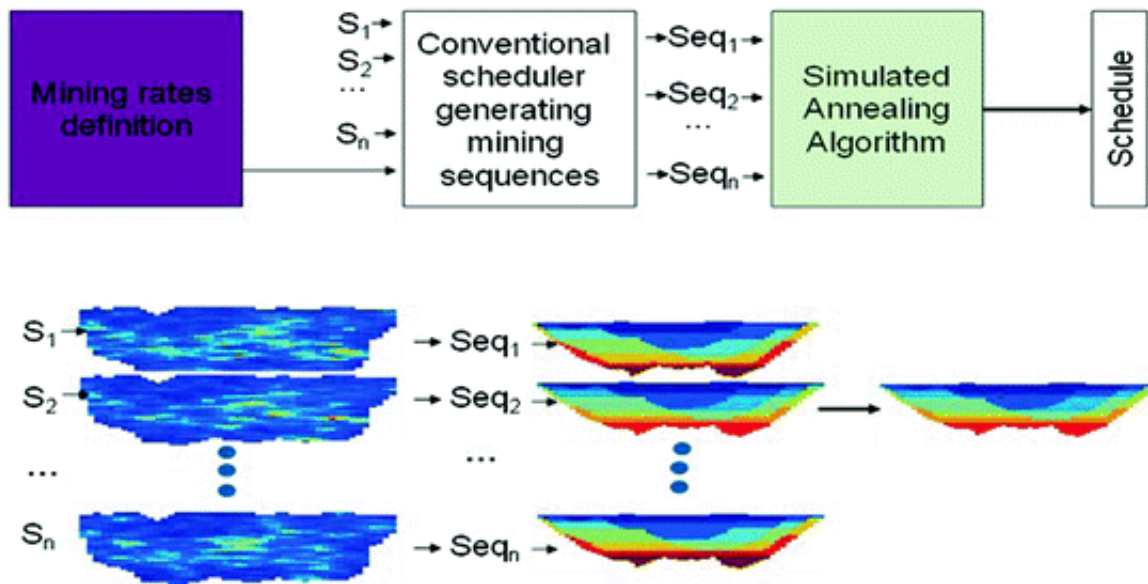 Mining rates
definition
S₁
S₂
...
Sₙ
Conventional
scheduler
generating
mining
sequences
Seq₁
Seq₂
...
Seqₙ
Simulated
Annealing
Algorithm
Schedule
S₁
Seq₁
S₂
Seq₂
...
...
Sₙ
Seqₙ